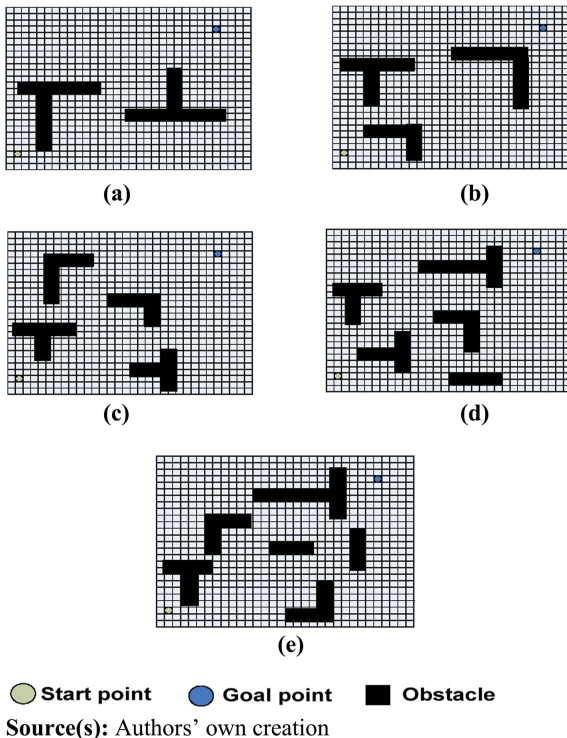 (a)
(b)
(c)
(d)
(e)
Start point Goal point Obstacle
Source(s): Authors' own creation